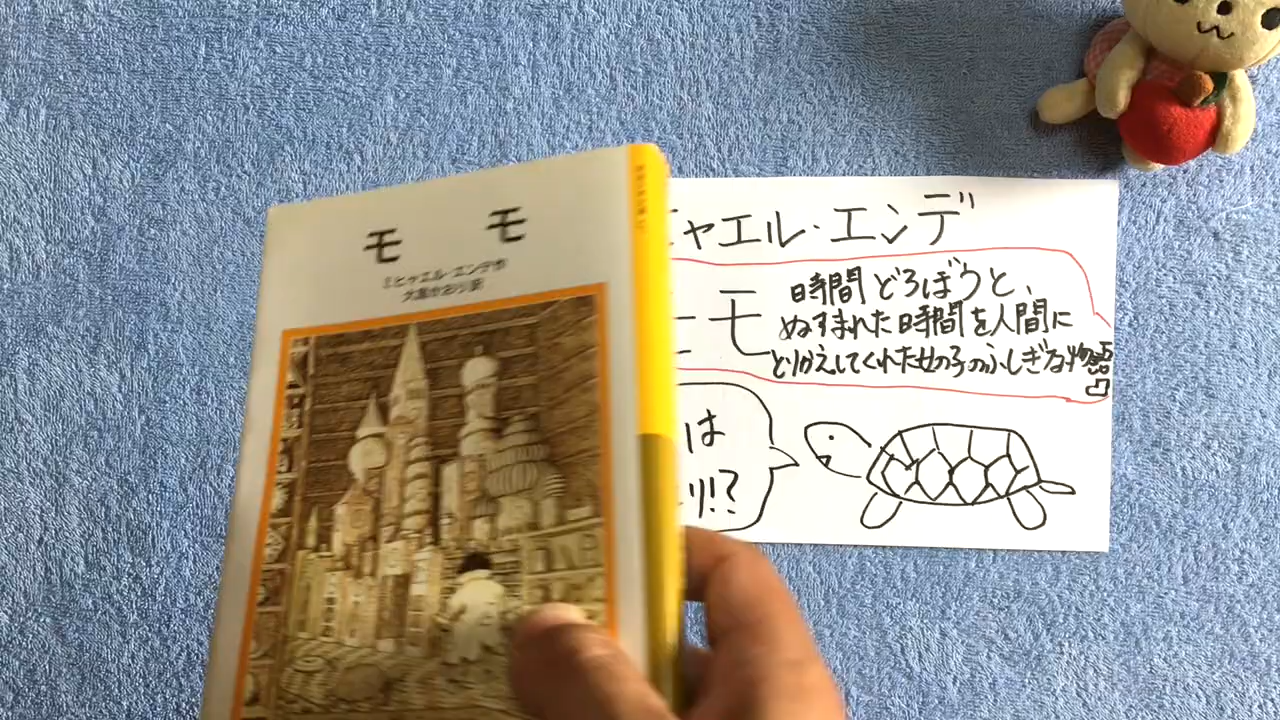 モモ
ミヒャエル・エンデ作
大島かおり訳
ャエル・エンデ
モ
時間どろぼうと、
ぬすまれた時間を人間に
とりかえしてくれた女の子のふしぎな物語
は
り!?